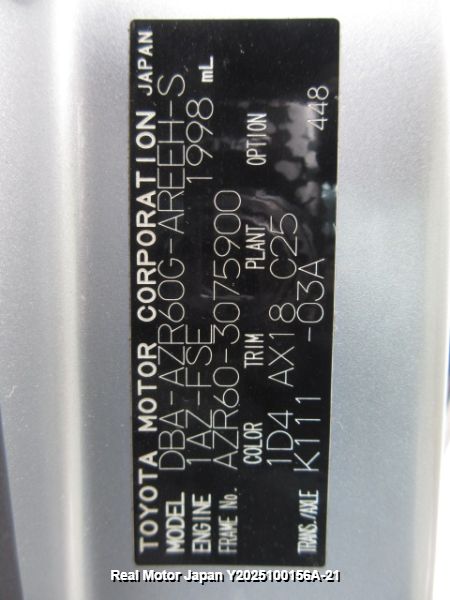 TOYOTA MOTOR CORPORATION JAPAN
MODEL DBA-AZR60G-AREEH-S
ENGINE 1AZ-FSE 1998 mL
FRAME No. AZR60-3075900
COLOR TRIM PLANT OPTION
1D4 AX18 C25 448
TRANS./AXLE K111 -03A
Real Motor Japan Y2025100156A-21